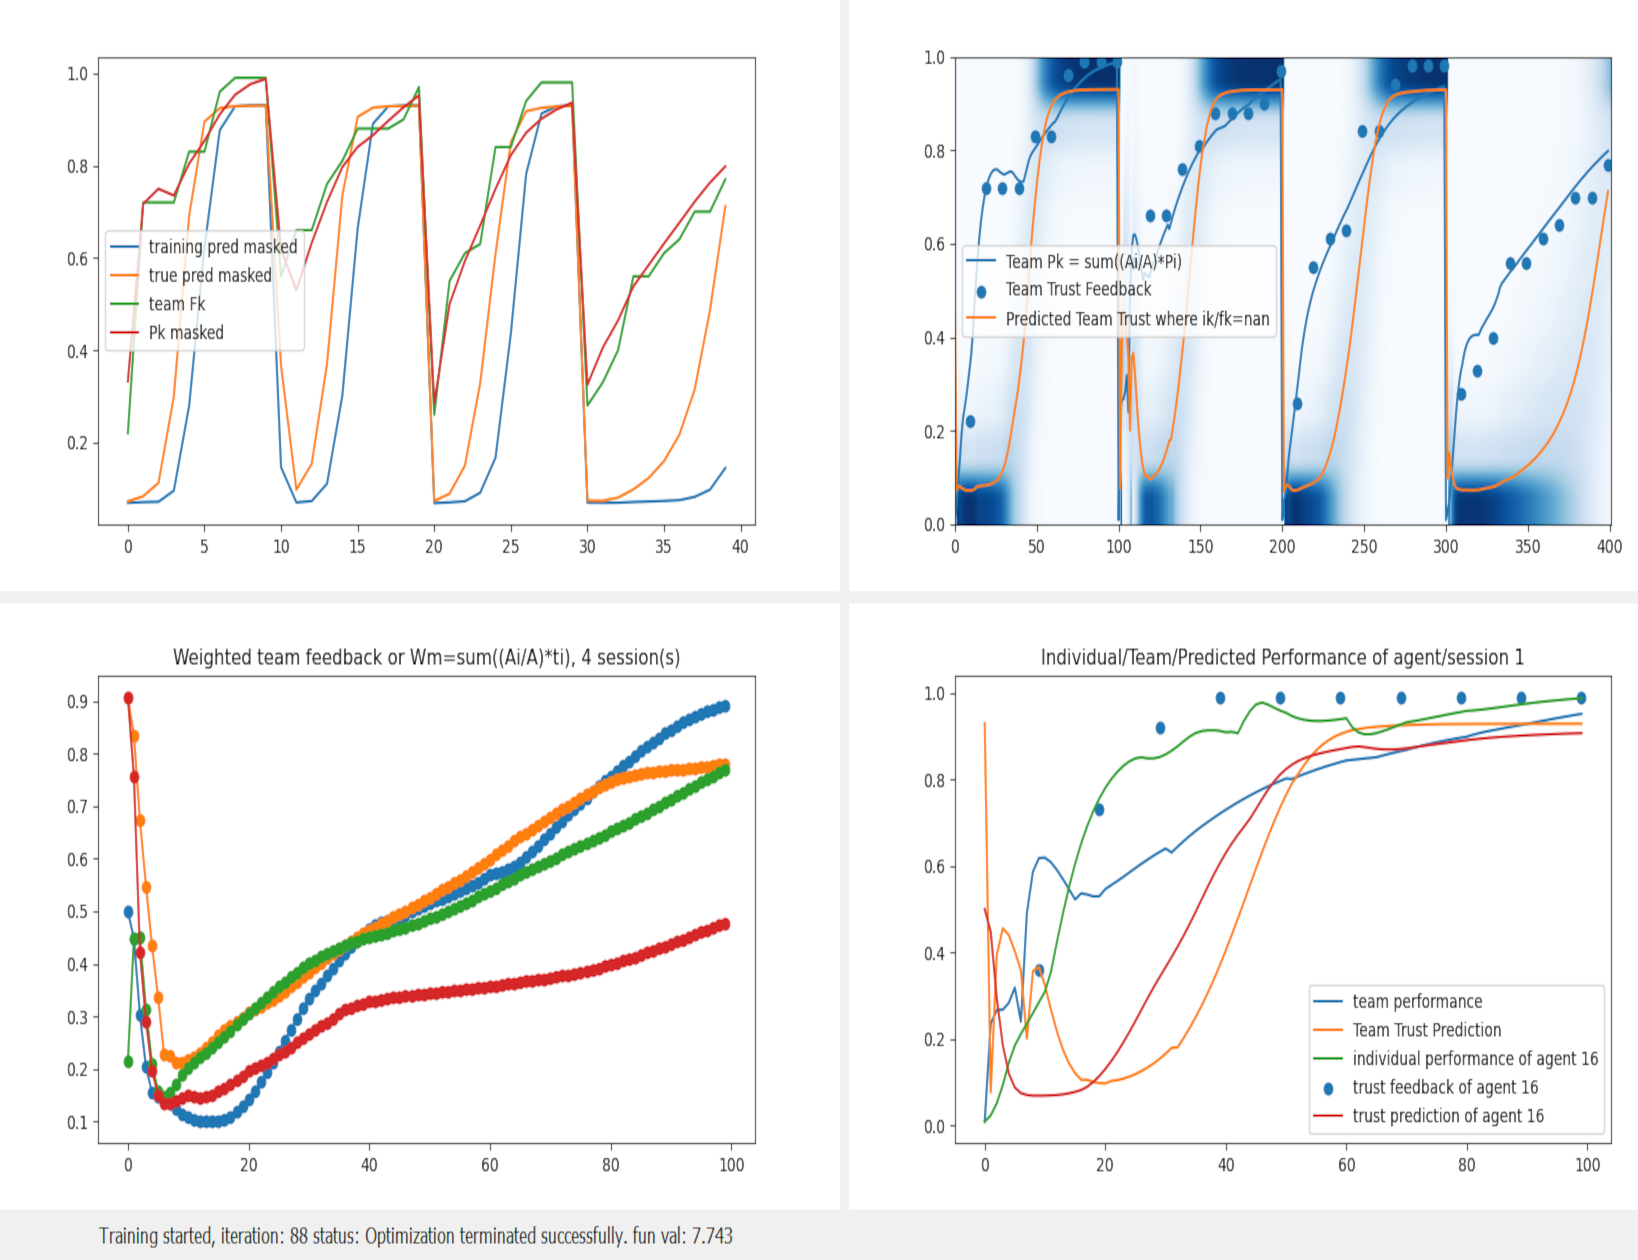 1.0
0.8
0.6
0.4
0.2
training pred masked
true pred masked
team Fk
Pk masked
0 5 10 15 20 25 30 35 40
1.0
0.8
0.6
0.4
0.2
0.0
Team Pk = sum((Ai/A)*Pi)
Team Trust Feedback
Predicted Team Trust where ik/fk=nan
0 50 100 150 200 250 300 350 400
Weighted team feedback or Wm=sum((Ai/A)*ti), 4 session(s)
0.9
0.8
0.7
0.6
0.5
0.4
0.3
0.2
0.1
0 20 40 60 80 100
Individual/Team/Predicted Performance of agent/session 1
1.0
0.8
0.6
0.4
0.2
0.0
team performance
Team Trust Prediction
individual performance of agent 16
trust feedback of agent 16
trust prediction of agent 16
0 20 40 60 80 100
Training started, iteration: 88 status: Optimization terminated successfully. fun val: 7.743